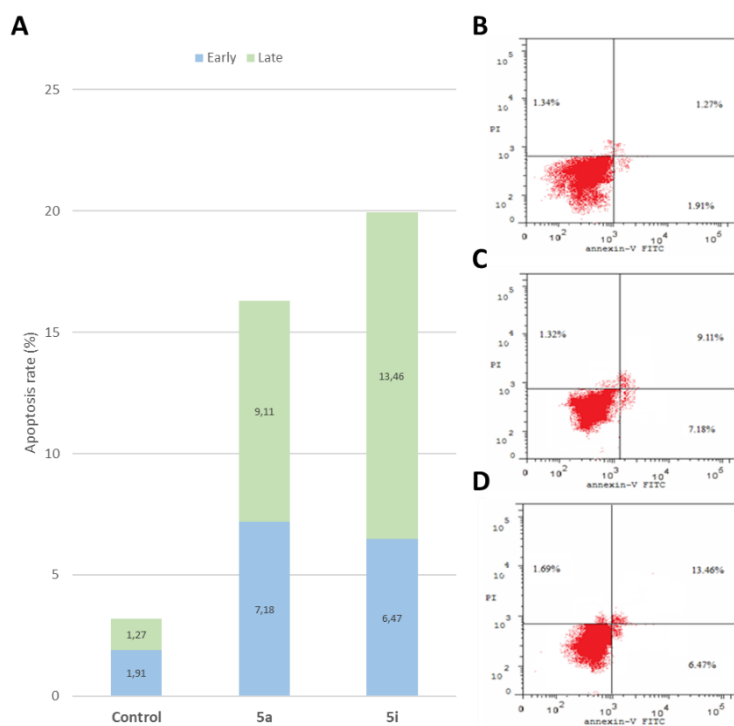 A
Early Late
25
20
15
10
5
0
Apoptosis rate (%)
1,27
1,91
9,11
7,18
13,46
6,47
Control 5a 5i
B
10^5
10^4
PI
10^3
10^2
0
1.34% 1.27%
1.91%
0 10^2 10^3 10^4 10^5
annexin-V FITC
C
10^5
10^4
PI
10^3
10^2
0
1.32% 9.11%
7.18%
0 10^2 10^3 10^4 10^5
annexin-V FITC
D
10^5
10^4
PI
10^3
10^2
0
1.69% 13.46%
6.47%
0 10^2 10^3 10^4 10^5
annexin-V FITC